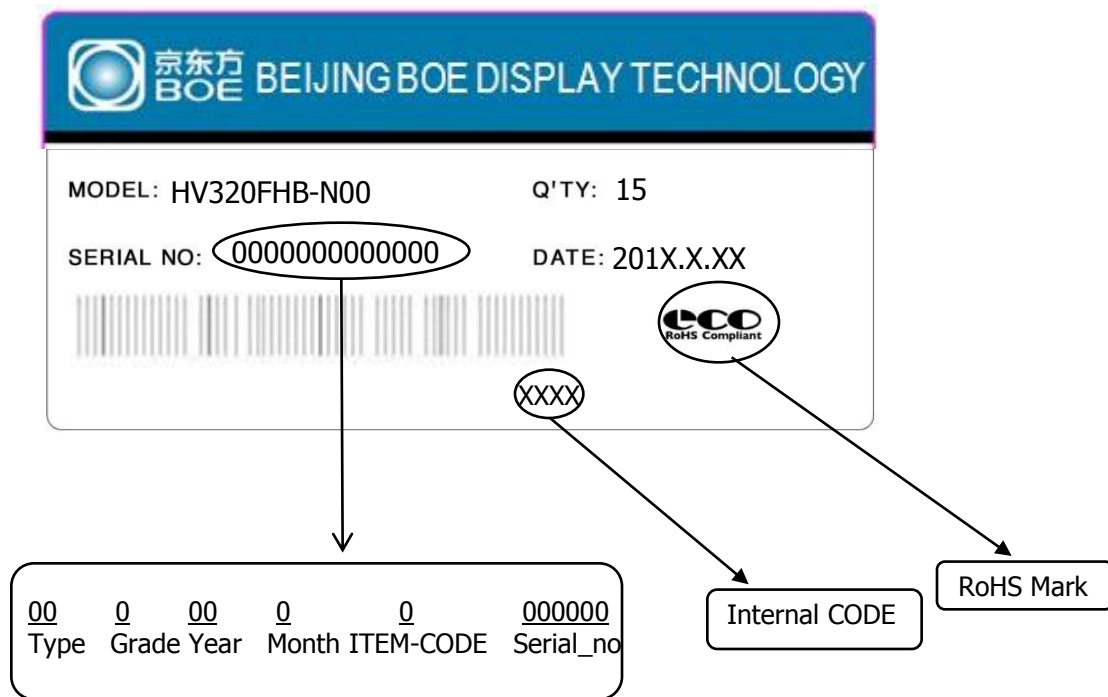 京东方
BOE BEIJING BOE DISPLAY TECHNOLOGY
MODEL: HV320FHB-N00 Q'TY: 15
SERIAL NO: 0000000000000 DATE: 201X.X.XX
eco
RoHS Compliant
XXXX
00 0 00 0 0 000000
Type Grade Year Month ITEM-CODE Serial_no
Internal CODE
RoHS Mark